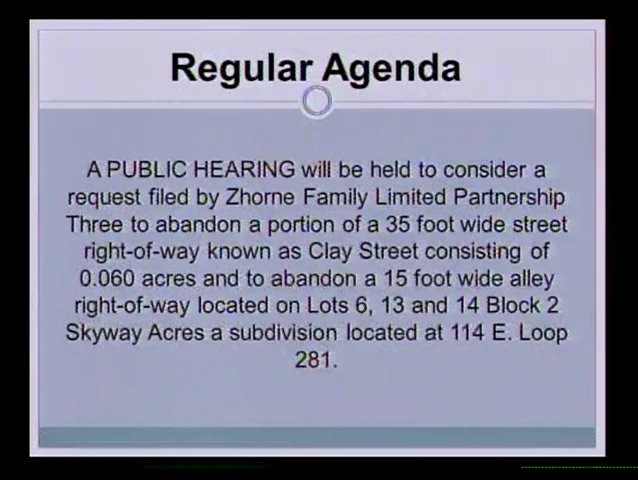 Regular Agenda
A PUBLIC HEARING will be held to consider a
request filed by Zhorne Family Limited Partnership
Three to abandon a portion of a 35 foot wide street
right-of-way known as Clay Street consisting of
0.060 acres and to abandon a 15 foot wide alley
right-of-way located on Lots 6, 13 and 14 Block 2
Skyway Acres a subdivision located at 114 E. Loop
281.